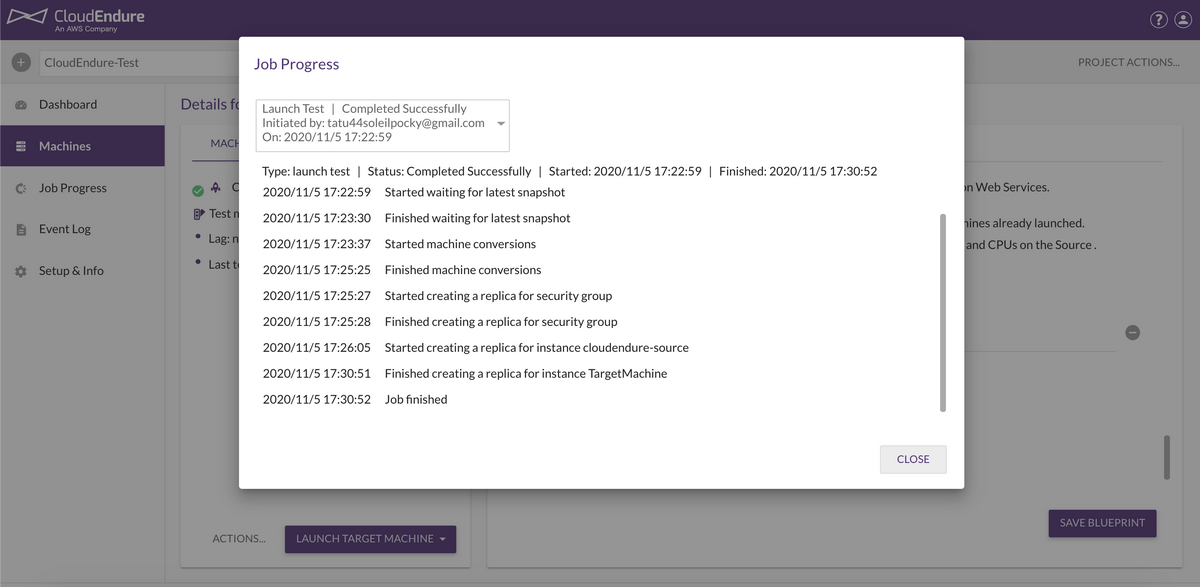 CloudEndure
An AWS Company
?
CloudEndure-Test
PROJECT ACTIONS...
Dashboard
Machines
Job Progress
Event Log
Setup & Info
Details fo
MACH
C
Test m
Lag: n
Last te
ACTIONS...
LAUNCH TARGET MACHINE
Job Progress
Launch Test | Completed Successfully
Initiated by: tatu44soleilpocky@gmail.com
On: 2020/11/5 17:22:59
Type: launch test | Status: Completed Successfully | Started: 2020/11/5 17:22:59 | Finished: 2020/11/5 17:30:52
2020/11/5 17:22:59 Started waiting for latest snapshot
2020/11/5 17:23:30 Finished waiting for latest snapshot
2020/11/5 17:23:37 Started machine conversions
2020/11/5 17:25:25 Finished machine conversions
2020/11/5 17:25:27 Started creating a replica for security group
2020/11/5 17:25:28 Finished creating a replica for security group
2020/11/5 17:26:05 Started creating a replica for instance cloudendure-source
2020/11/5 17:30:51 Finished creating a replica for instance TargetMachine
2020/11/5 17:30:52 Job finished
CLOSE
on Web Services.
hines already launched.
and CPUs on the Source .
SAVE BLUEPRINT